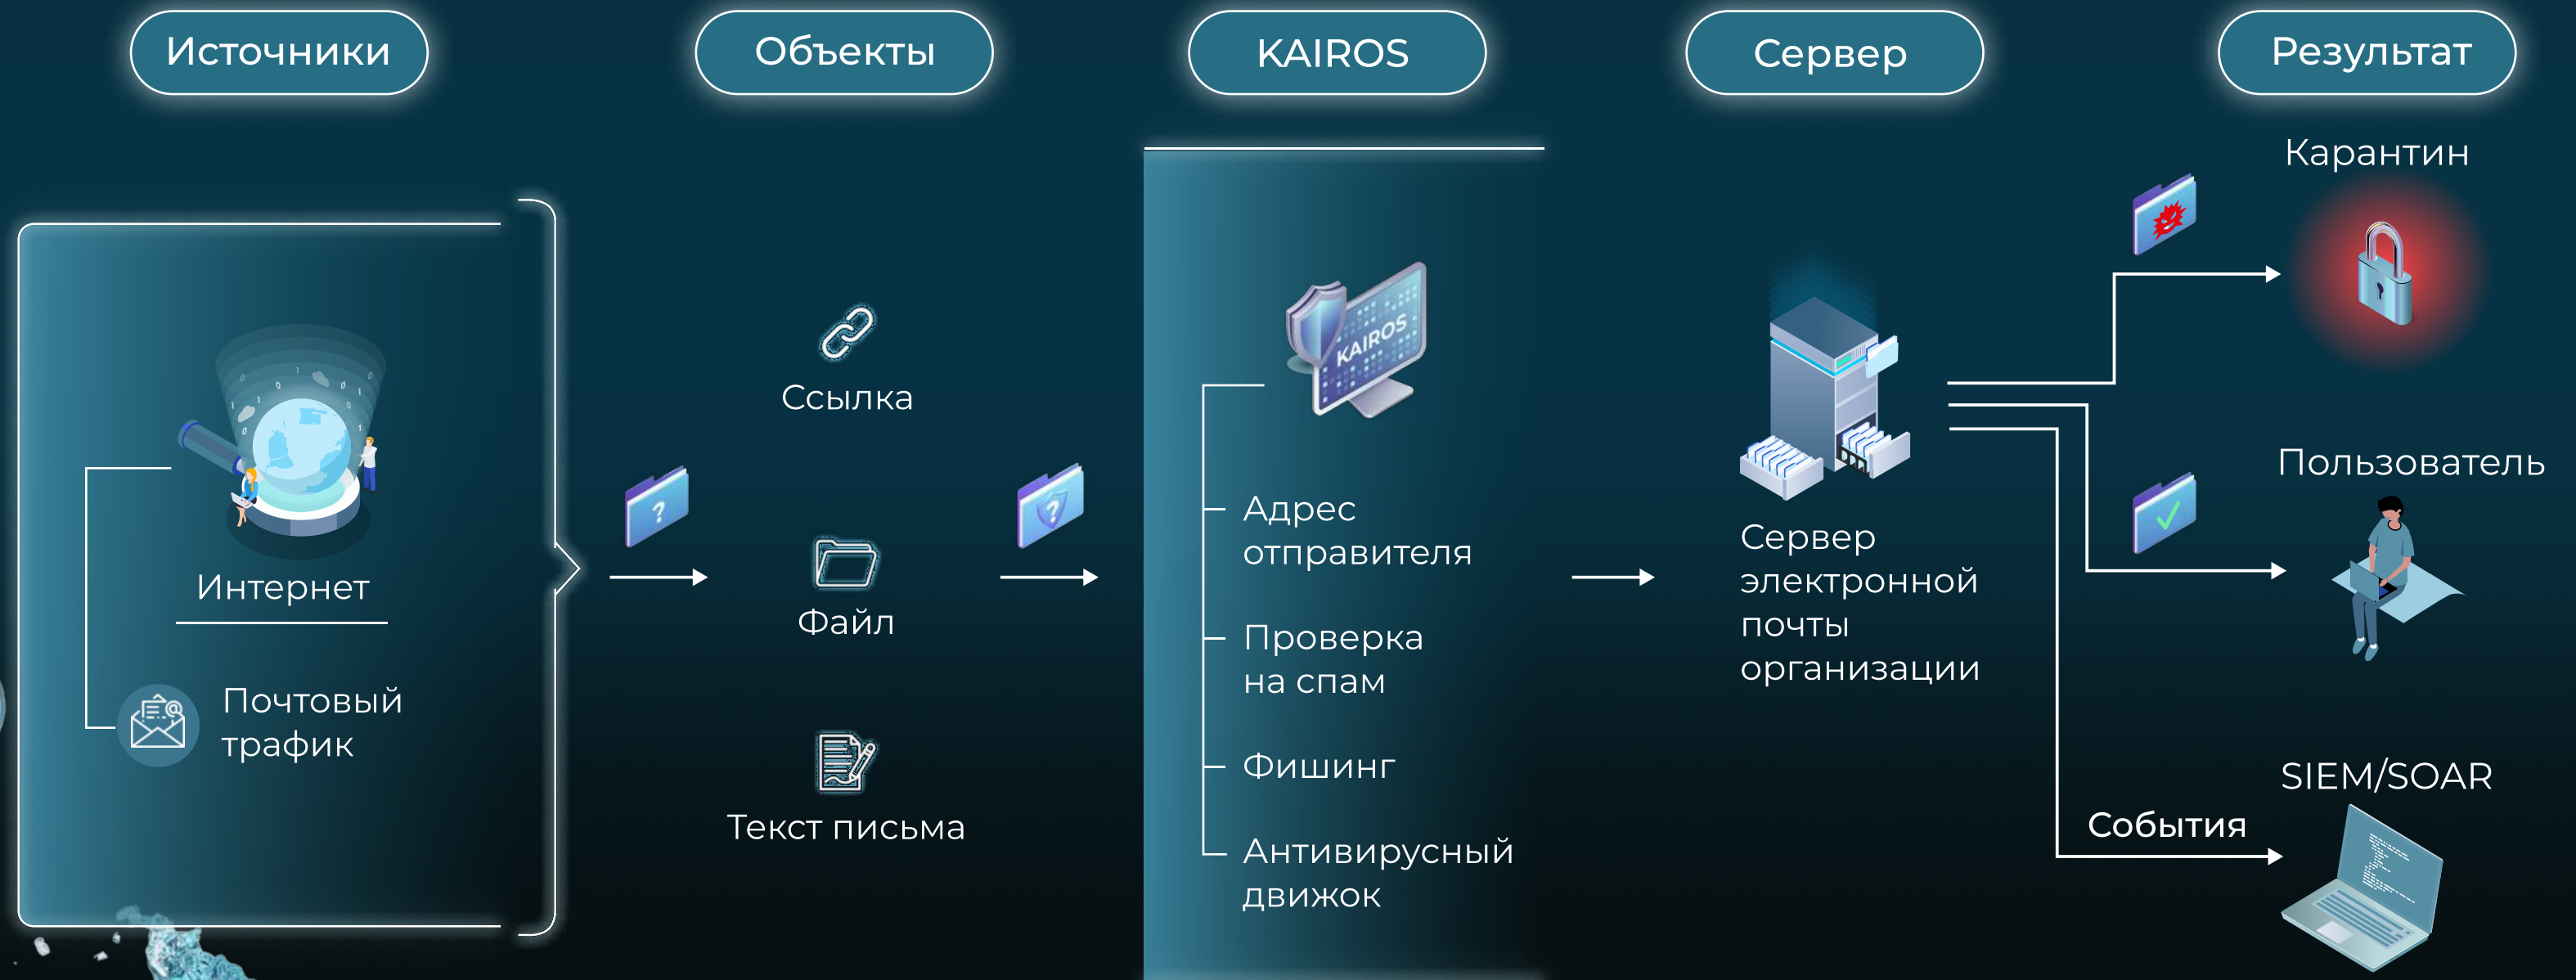 Источники
Объекты
KAIROS
Сервер
Результат
Интернет
Почтовый
трафик
?
Ссылка
Файл
Текст письма
?
KAIROS
Адрес
отправителя
Проверка
на спам
Фишинг
Антивирусный
движок
Сервер
электронной
почты
организации
Карантин
Пользователь
SIEM/SOAR
События